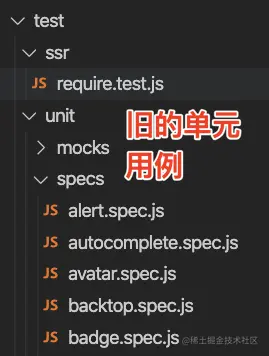 test
ssr
JS require.test.js
unit
旧的单元
用例
mocks
specs
JS alert.spec.js
JS autocomplete.spec.js
JS avatar.spec.js
JS backtop.spec.js
JS badge.spec.js
@稀土掘金技术社区